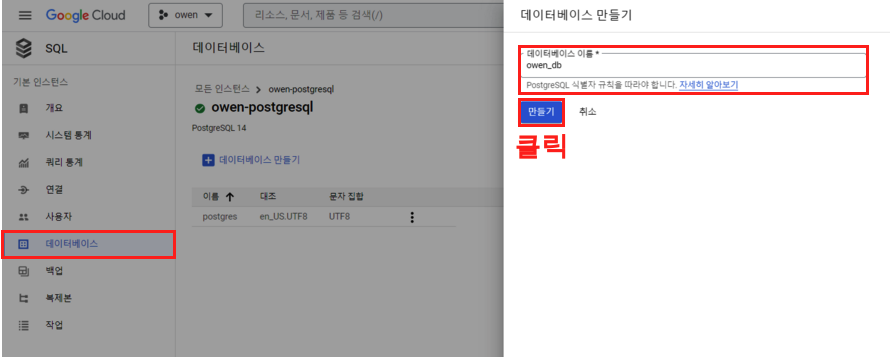 Google Cloud
owen
리소스, 문서, 제품 등 검색(/)
SQL
기본 인스턴스
개요
시스템 통계
쿼리 통계
연결
사용자
데이터베이스
백업
복제본
작업
데이터베이스
모든 인스턴스 > owen-postgresql
owen-postgresql
PostgreSQL 14
데이터베이스 만들기
이름 대조 문자 집합
postgres en_US.UTF8 UTF8
데이터베이스 만들기
데이터베이스 이름 *
owen_db
PostgreSQL 식별자 규칙을 따라야 합니다. 자세히 알아보기
만들기 취소
클릭